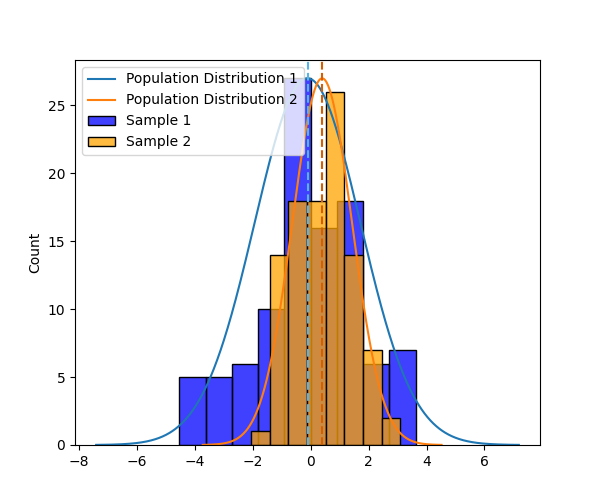 Population Distribution 1
Population Distribution 2
Sample 1
Sample 2
25
20
15
10
5
0
Count
−8 −6 −4 −2 0 2 4 6